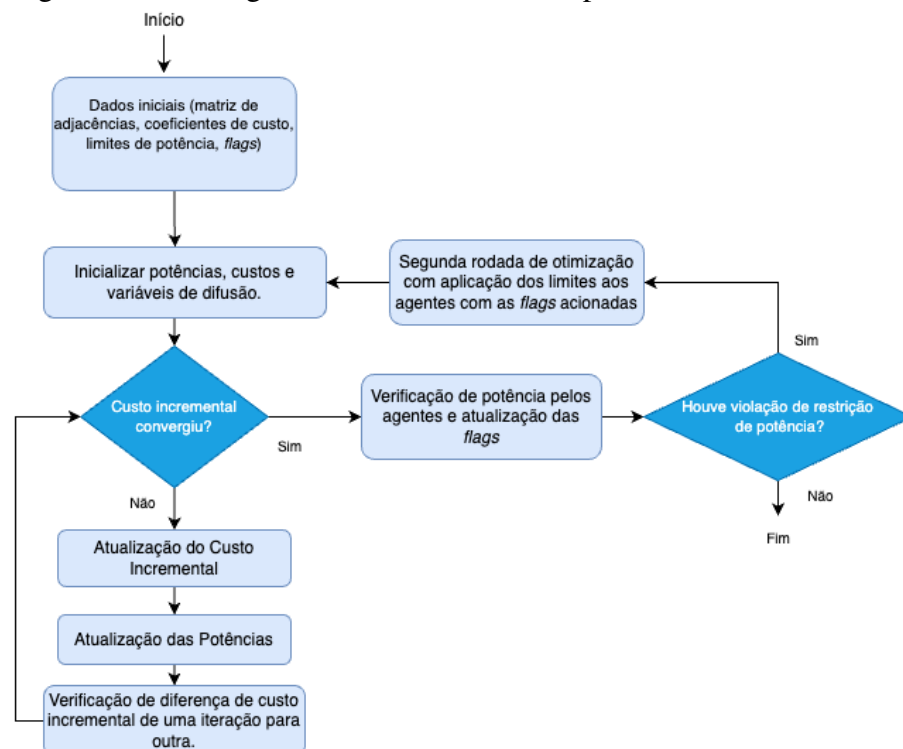 Início
Dados iniciais (matriz de
adjacências, coeficientes de custo,
limites de potência, flags)
Inicializar potências, custos e
variáveis de difusão.
Segunda rodada de otimização
com aplicação dos limites aos
agentes com as flags acionadas
Sim
Custo incremental
convergiu?
Sim
Verificação de potência pelos
agentes e atualização das
flags
Houve violação de restrição
de potência?
Não
Não
Fim
Atualização do Custo
Incremental
Atualização das Potências
Verificação de diferença de custo
incremental de uma iteração para
outra.